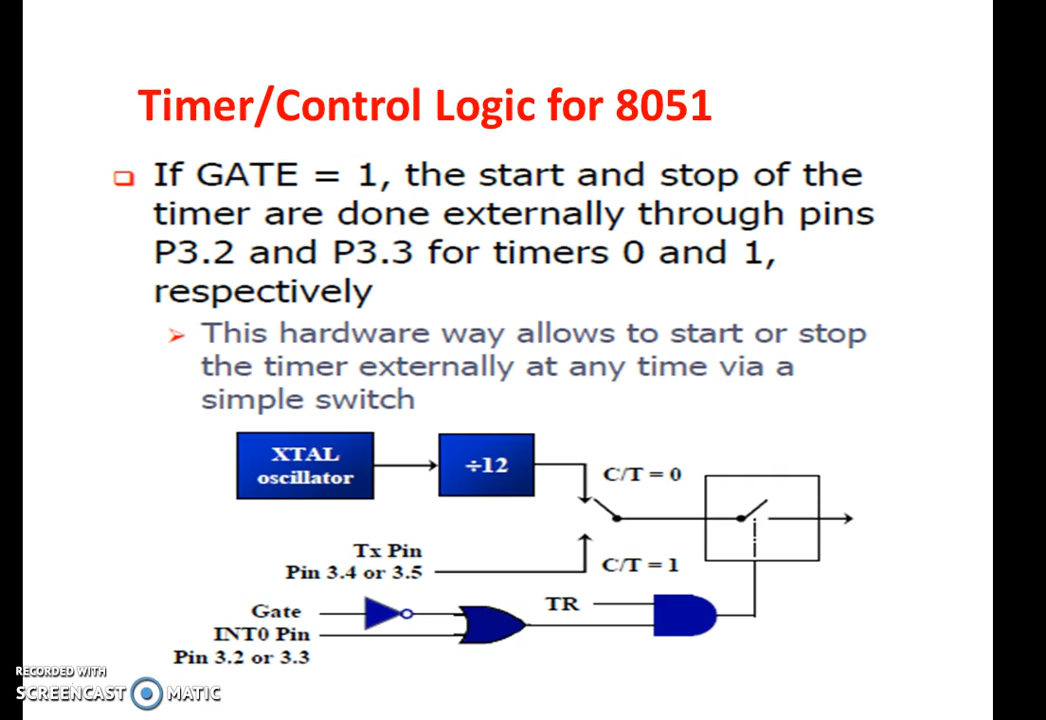 Timer/Control Logic for 8051
If GATE = 1, the start and stop of the
timer are done externally through pins
P3.2 and P3.3 for timers 0 and 1,
respectively
This hardware way allows to start or stop
the timer externally at any time via a
simple switch
XTAL
oscillator
÷12
C/T = 0
Tx Pin
Pin 3.4 or 3.5
C/T = 1
Gate
TR
INT0 Pin
Pin 3.2 or 3.3
RECORDED WITH
SCREENCAST MATIC